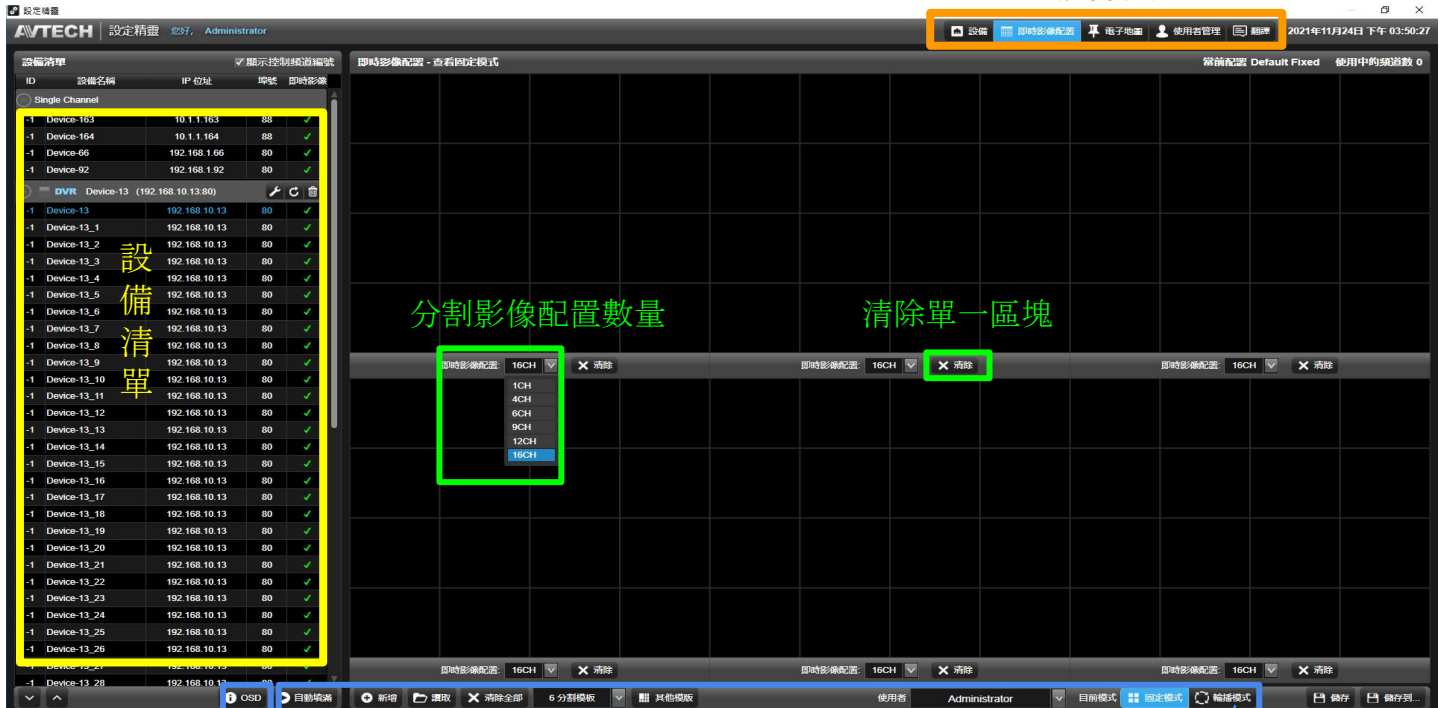 設定精靈
AVTECH 設定精靈 您好, Administrator
設備 即時影像配置 電子地圖 使用者管理 翻譯 2021年11月24日 下午 03:50:27
設備清單 顯示控制頻道編號
即時影像配置 - 查看固定模式 當前配置 Default Fixed 使用中的頻道數 0
ID 設備名稱 IP 位址 埠號 即時影像
Single Channel
-1 Device-163 10.1.1.163 88
-1 Device-164 10.1.1.164 88
-1 Device-66 192.168.1.66 80
-1 Device-92 192.168.1.92 80
DVR Device-13 (192.168.10.13:80)
-1 Device-13 192.168.10.13 80
-1 Device-13_1 192.168.10.13 80
-1 Device-13_2 192.168.10.13 80
-1 Device-13_3 192.168.10.13 80
-1 Device-13_4 192.168.10.13 80
-1 Device-13_5 192.168.10.13 80
-1 Device-13_6 192.168.10.13 80
-1 Device-13_7 192.168.10.13 80
-1 Device-13_8 192.168.10.13 80
-1 Device-13_9 192.168.10.13 80
-1 Device-13_10 192.168.10.13 80
-1 Device-13_11 192.168.10.13 80
-1 Device-13_12 192.168.10.13 80
-1 Device-13_13 192.168.10.13 80
-1 Device-13_14 192.168.10.13 80
-1 Device-13_15 192.168.10.13 80
-1 Device-13_16 192.168.10.13 80
-1 Device-13_17 192.168.10.13 80
-1 Device-13_18 192.168.10.13 80
-1 Device-13_19 192.168.10.13 80
-1 Device-13_20 192.168.10.13 80
-1 Device-13_21 192.168.10.13 80
-1 Device-13_22 192.168.10.13 80
-1 Device-13_23 192.168.10.13 80
-1 Device-13_24 192.168.10.13 80
-1 Device-13_25 192.168.10.13 80
-1 Device-13_26 192.168.10.13 80
-1 Device-13_27 192.168.10.13 80
-1 Device-13_28 192.168.10.13 80
設備清單
分割影像配置數量 清除單一區塊
即時影像配置: 16CH 清除 即時影像配置: 16CH 清除 即時影像配置: 16CH 清除
1CH
4CH
6CH
9CH
12CH
16CH
即時影像配置: 16CH 清除 即時影像配置: 16CH 清除 即時影像配置: 16CH 清除
OSD 自動填滿 新增 讀取 清除全部 6 分割模板 其他模版 使用者 Administrator 目前模式 固定模式 輪播模式 儲存 儲存到...